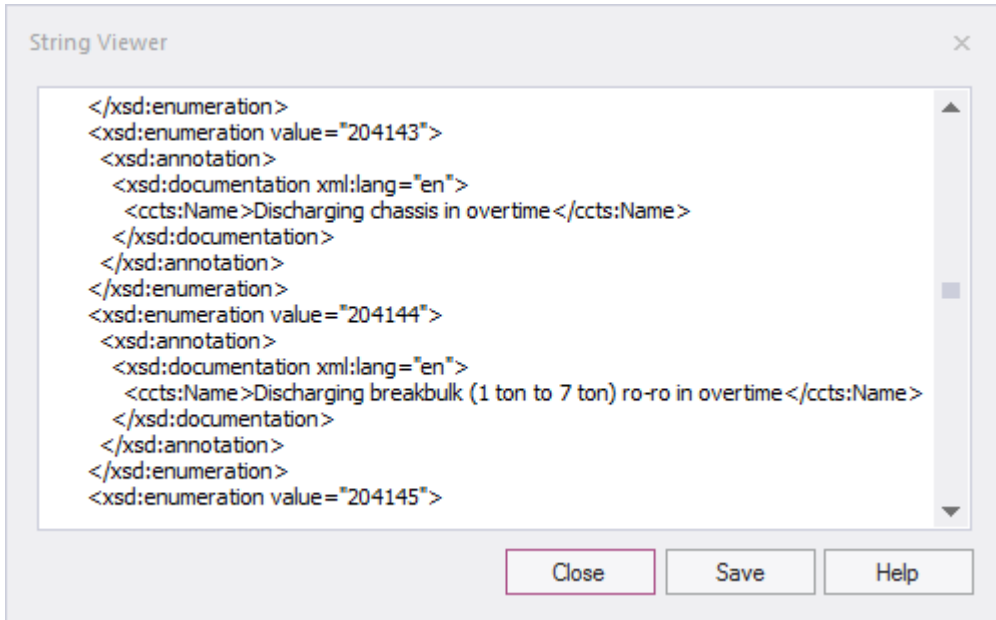 String Viewer
</xsd:enumeration>
<xsd:enumeration value="204143">
<xsd:annotation>
<xsd:documentation xml:lang="en">
<ccts:Name>Discharging chassis in overtime</ccts:Name>
</xsd:documentation>
</xsd:annotation>
</xsd:enumeration>
<xsd:enumeration value="204144">
<xsd:annotation>
<xsd:documentation xml:lang="en">
<ccts:Name>Discharging breakbulk (1 ton to 7 ton) ro-ro in overtime</ccts:Name>
</xsd:documentation>
</xsd:annotation>
</xsd:enumeration>
<xsd:enumeration value="204145">
Close Save Help